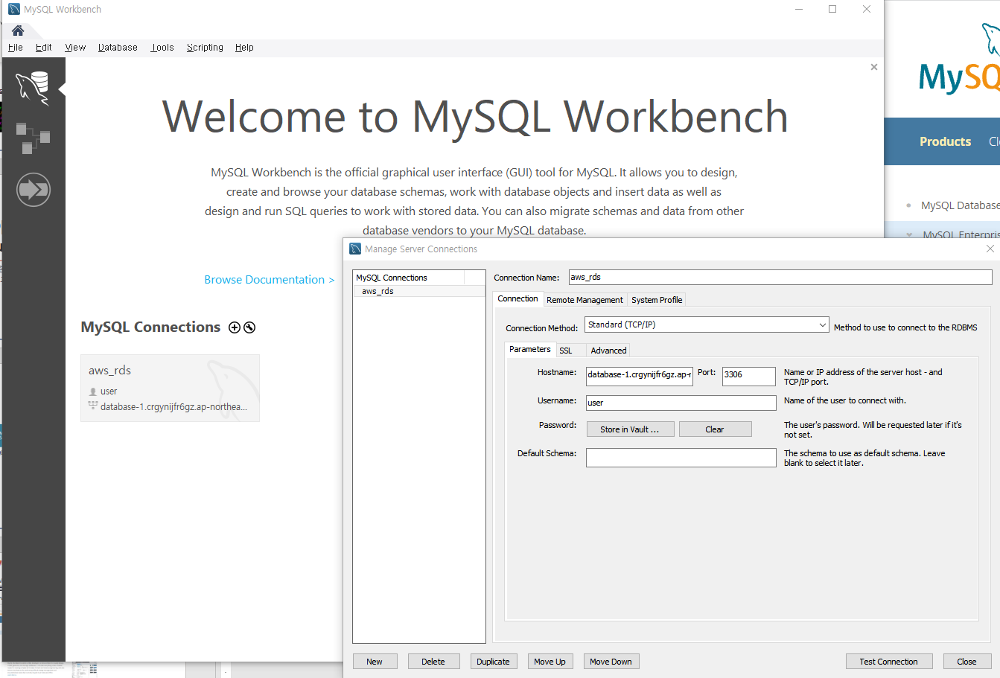 MySQL Workbench
File Edit View Database Tools Scripting Help
Welcome to MySQL Workbench
MySQL Workbench is the official graphical user interface (GUI) tool for MySQL. It allows you to design,
create and browse your database schemas, work with database objects and insert data as well as
design and run SQL queries to work with stored data. You can also migrate schemas and data from other
database vendors to your MySQL database.
Browse Documentation >
MySQL Connections
aws_rds
user
database-1.crgynijfr6gz.ap-northea...
Products
MySQL Database
MySQL
Manage Server Connections
MySQL Connections
aws_rds
Connection Name: aws_rds
Connection Remote Management System Profile
Connection Method: Standard (TCP/IP) Method to use to connect to the RDBMS
Parameters SSL Advanced
Hostname: database-1.crgynijfr6gz.ap-r Port: 3306 Name or IP address of the server host - and
TCP/IP port.
Username: user Name of the user to connect with.
Password: Store in Vault ... Clear The user's password. Will be requested later if it's
not set.
Default Schema: The schema to use as default schema. Leave
blank to select it later.
New Delete Duplicate Move Up Move Down Test Connection Close